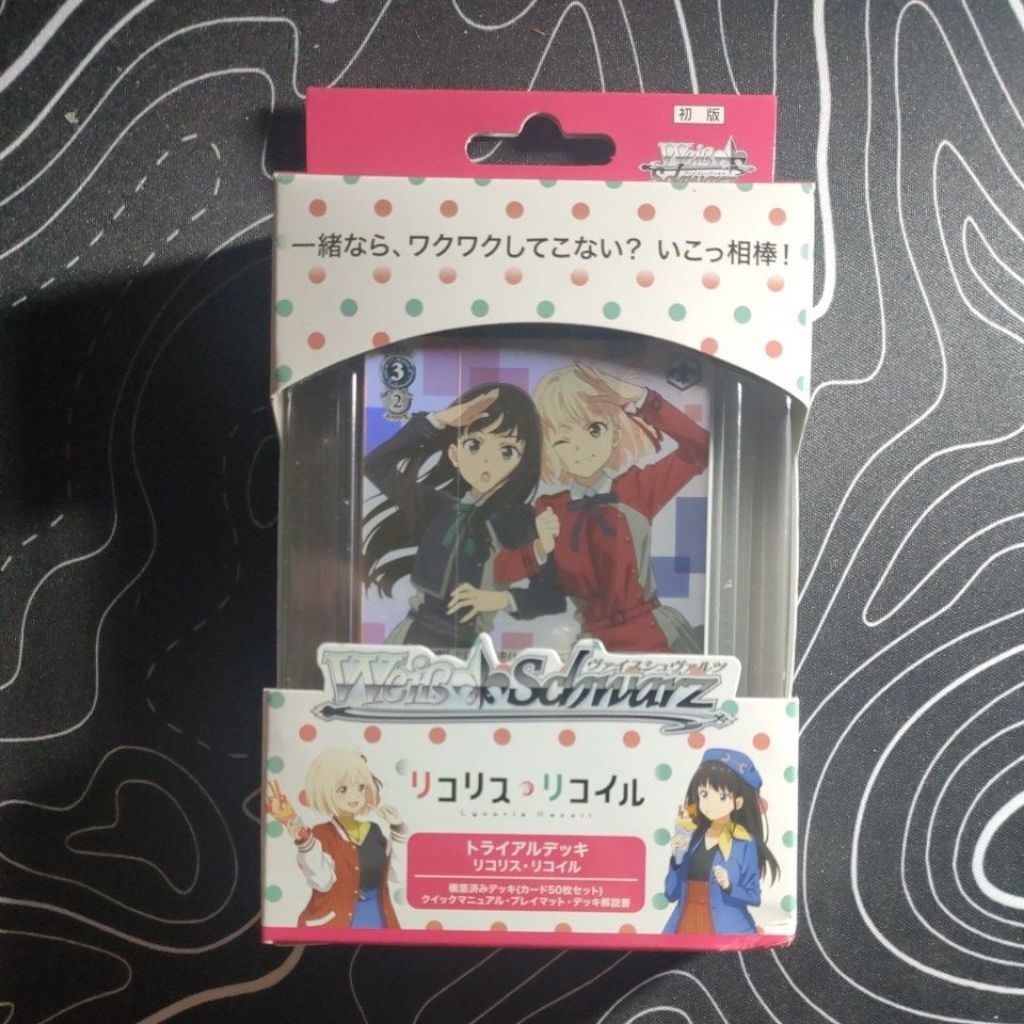 初版
Weiß Schwarz
一緒なら、ワクワクしてこない? いこっ相棒!
3
2
ヴァイスシュヴァルツ
Weiß Schwarz
リコリス・リコイル
Lycoris Recoil
トライアルデッキ
リコリス・リコイル
構築済みデッキ(カード50枚セット)
クイックマニュアル・プレイマット・デッキ解説書